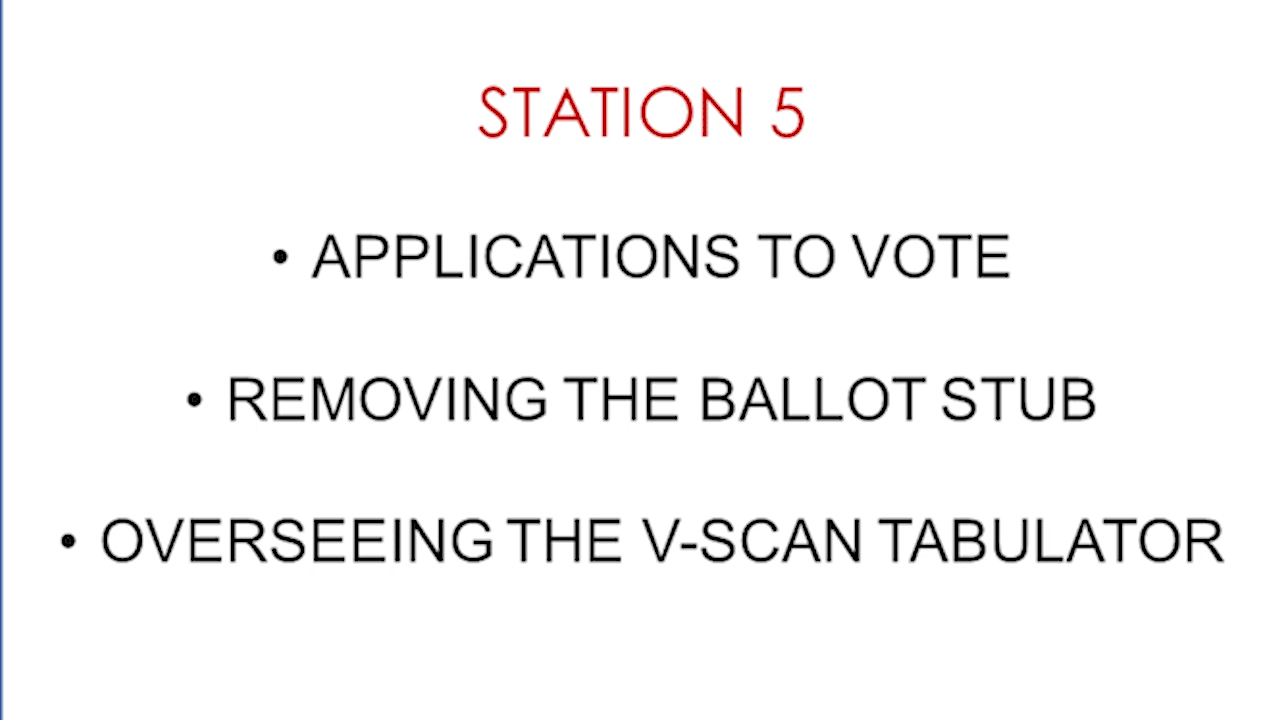 STATION 5
• APPLICATIONS TO VOTE
• REMOVING THE BALLOT STUB
• OVERSEEING THE V-SCAN TABULATOR